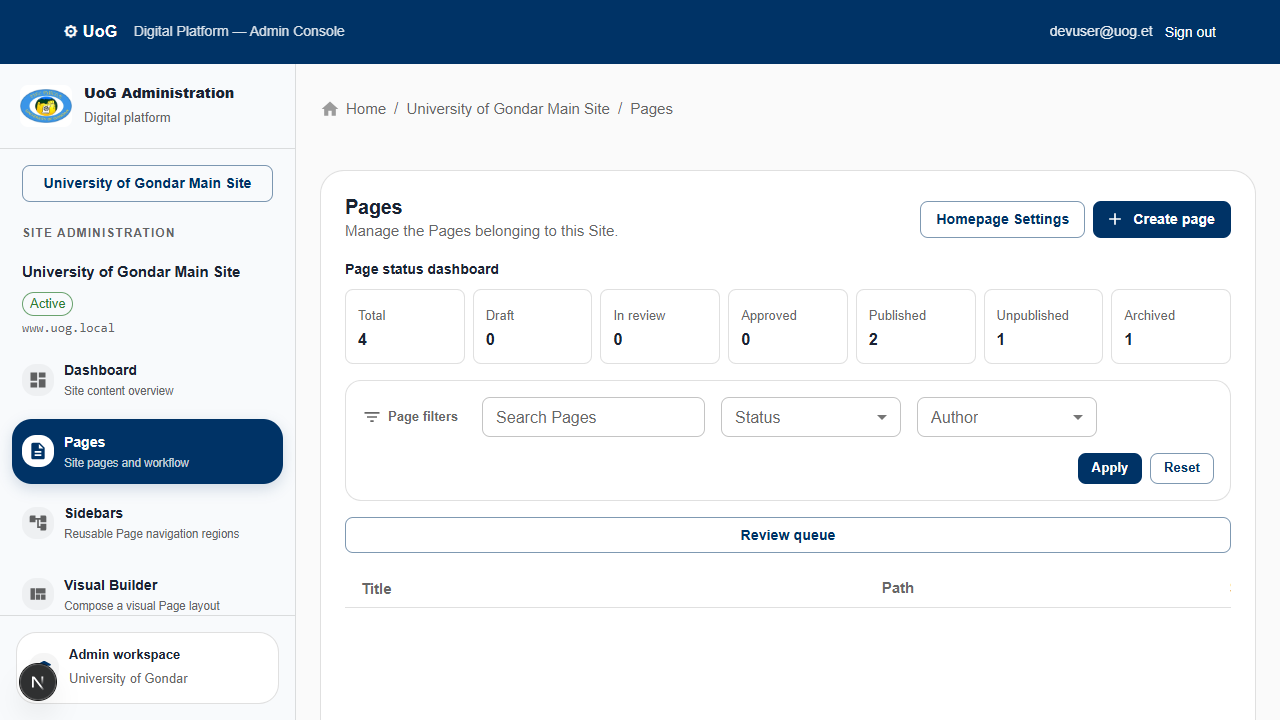 UoG
Digital Platform — Admin Console
devuser@uog.et
Sign out
UoG Administration
Digital platform
University of Gondar Main Site
SITE ADMINISTRATION
University of Gondar Main Site
Active
www.uog.local
Dashboard
Site content overview
Pages
Site pages and workflow
Sidebars
Reusable Page navigation regions
Visual Builder
Compose a visual Page layout
Admin workspace
University of Gondar
N
Home / University of Gondar Main Site / Pages
Pages
Manage the Pages belonging to this Site.
Homepage Settings
Create page
Page status dashboard
Total
4
Draft
0
In review
0
Approved
0
Published
2
Unpublished
1
Archived
1
Page filters
Search Pages
Status
Author
Apply
Reset
Review queue
Title
Path